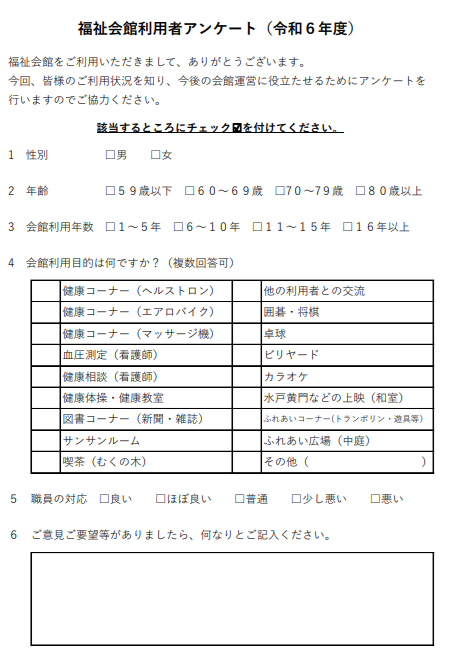 福祉会館利用者アンケート（令和６年度）
福祉会館をご利用いただきまして、ありがとうございます。
今回、皆様のご利用状況を知り、今後の会館運営に役立たせるためにアンケートを
行いますのでご協力ください。
該当するところにチェック☑を付けてください。
1 性別 □男 □女
2 年齢 □５９歳以下 □６０～６９歳 □７０～７９歳 □８０歳以上
3 会館利用年数 □１～５年 □６～１０年 □１１～１５年 □１６年以上
4 会館利用目的は何ですか？（複数回答可）
健康コーナー（ヘルストロン） 他の利用者との交流
健康コーナー（エアロバイク） 囲碁・将棋
健康コーナー（マッサージ機） 卓球
血圧測定（看護師） ビリヤード
健康相談（看護師） カラオケ
健康体操・健康教室 水戸黄門などの上映（和室）
図書コーナー（新聞・雑誌） ふれあいコーナー(トランポリン・遊具等)
サンサンルーム ふれあい広場（中庭）
喫茶（むくの木） その他（ ）
5 職員の対応 □良い □ほぼ良い □普通 □少し悪い □悪い
6 ご意見ご要望等がありましたら、何なりとご記入ください。